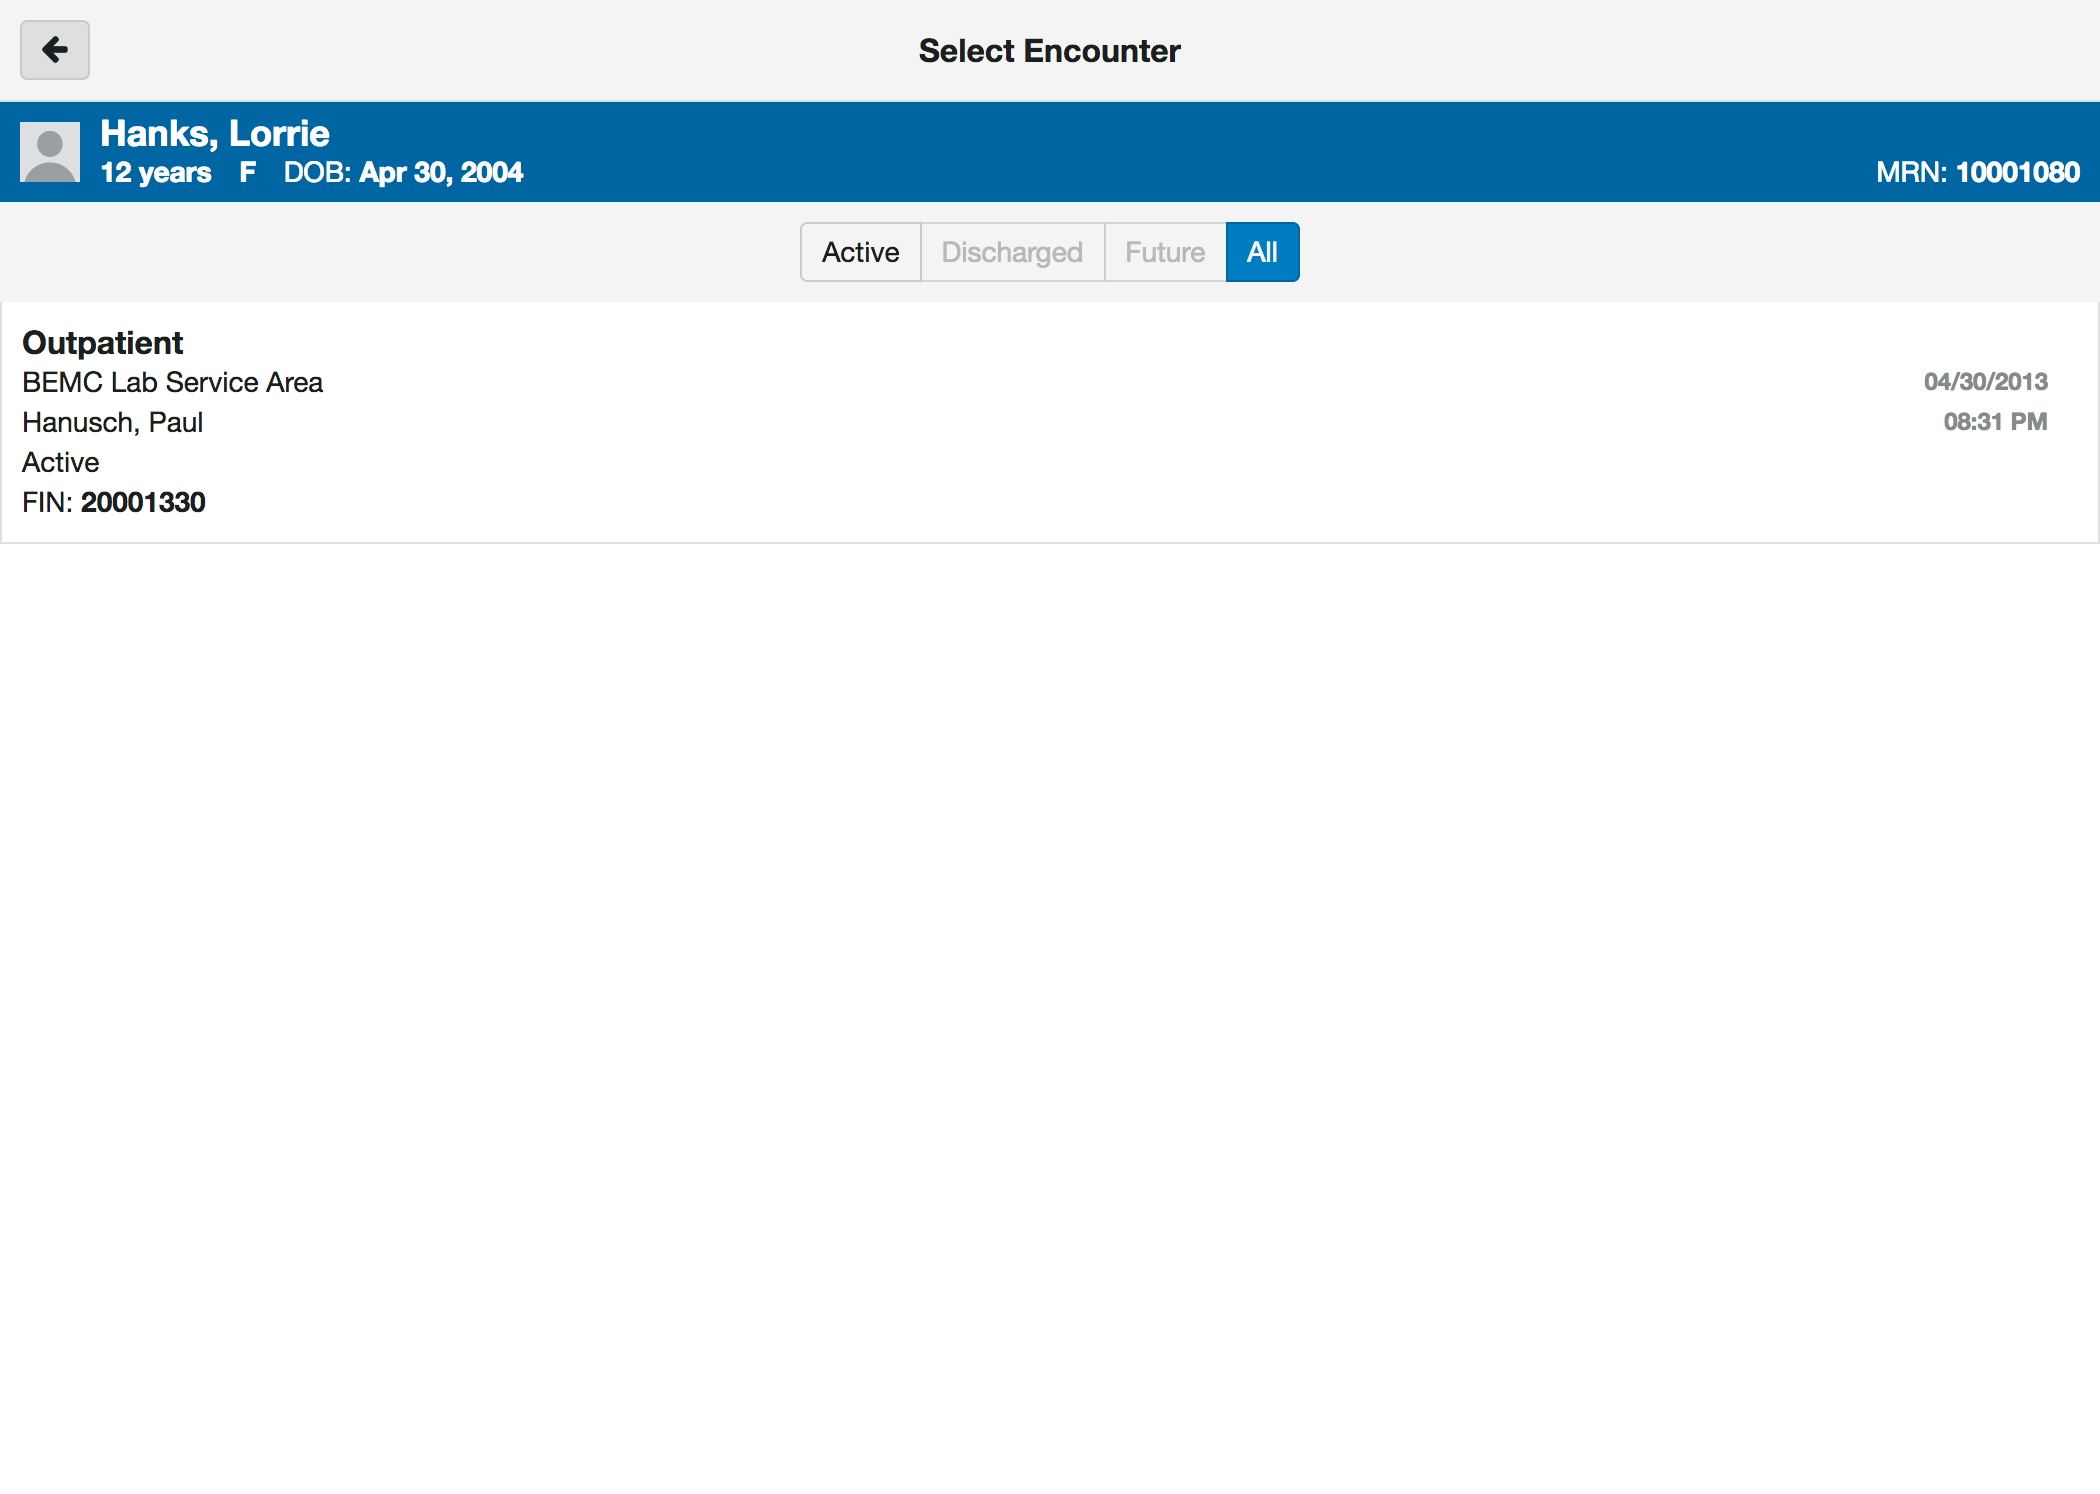 Select Encounter
Hanks, Lorrie
12 years F DOB: Apr 30, 2004 MRN: 10001080
Active Discharged Future All
Outpatient
BEMC Lab Service Area 04/30/2013
Hanusch, Paul 08:31 PM
Active
FIN: 20001330